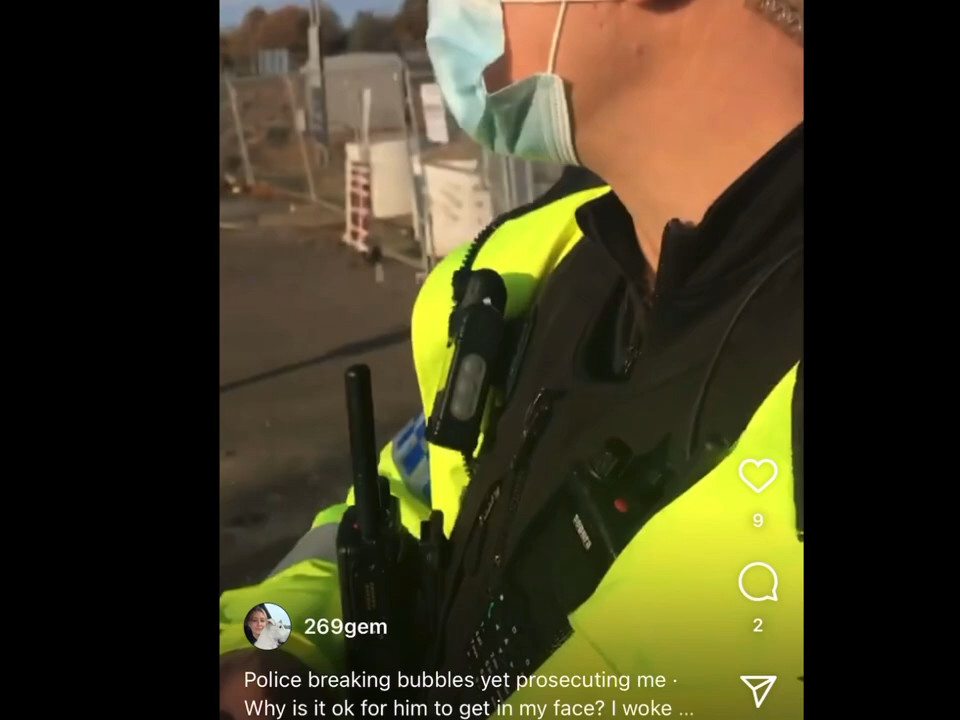 9
2
269gem
Police breaking bubbles yet prosecuting me ·
Why is it ok for him to get in my face? I woke ...